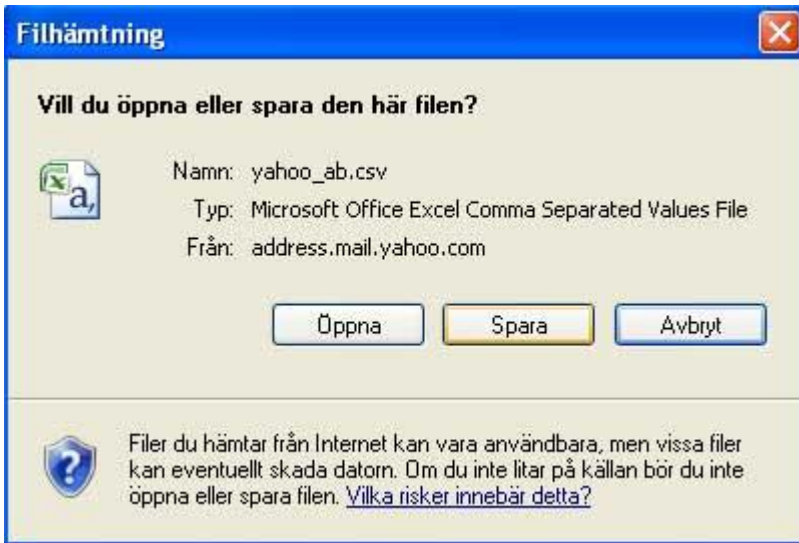 Filhämtning
Vill du öppna eller spara den här filen?
Namn: yahoo_ab.csv
Typ: Microsoft Office Excel Comma Separated Values File
Från: address.mail.yahoo.com
Öppna Spara Avbryt
Filer du hämtar från Internet kan vara användbara, men vissa filer
kan eventuellt skada datorn. Om du inte litar på källan bör du inte
öppna eller spara filen. Vilka risker innebär detta?